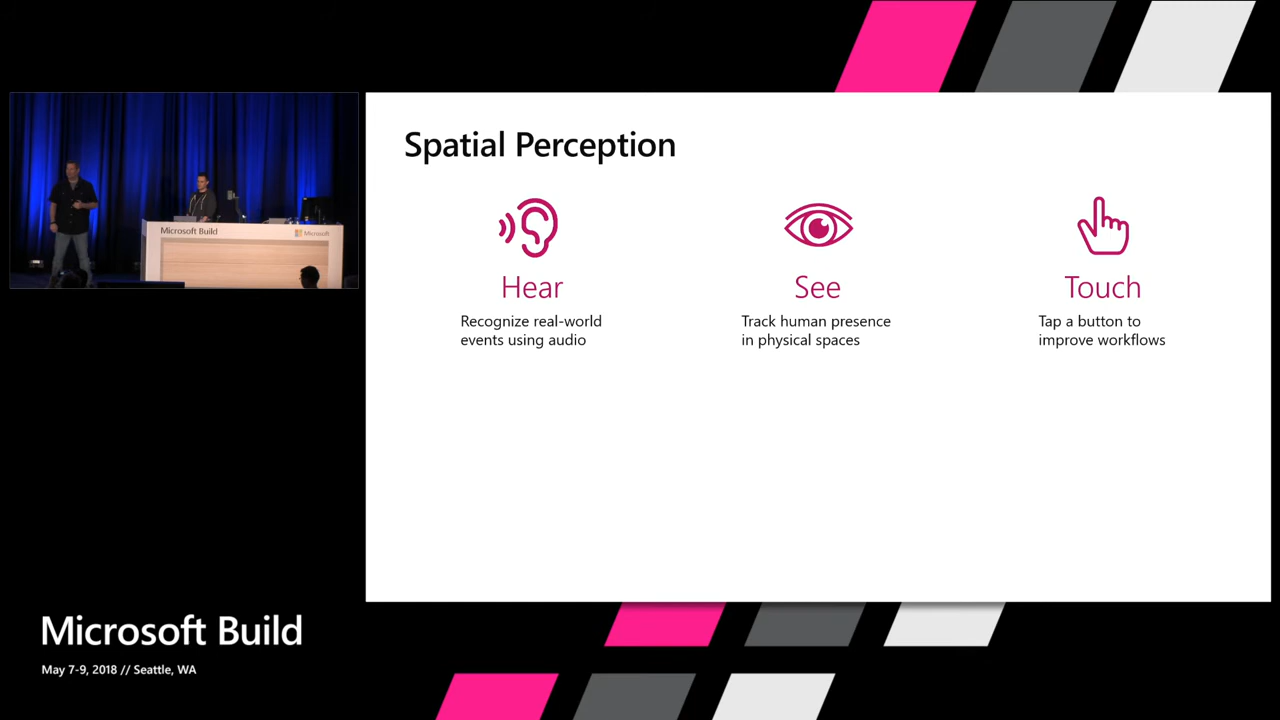 Spatial Perception
Hear
Recognize real-world
events using audio
See
Track human presence
in physical spaces
Touch
Tap a button to
improve workflows
Microsoft Build
Microsoft
Microsoft Build
May 7-9, 2018 // Seattle, WA